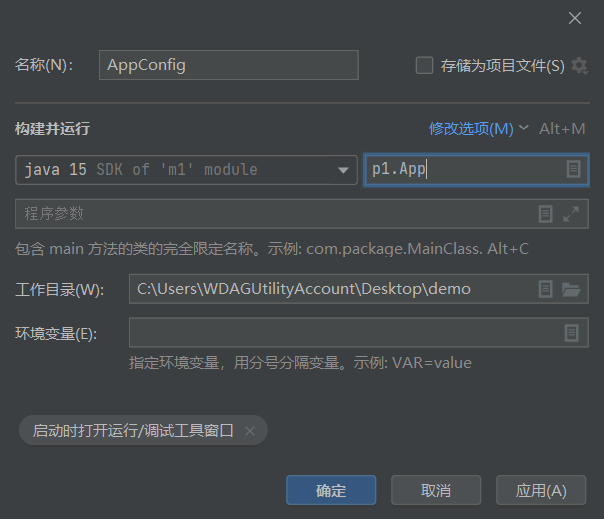 名称(N)： AppConfig 存储为项目文件(S)
构建并运行 修改选项(M) Alt+M
java 15 SDK of 'm1' module p1.App
程序参数
包含 main 方法的类的完全限定名称。示例: com.package.MainClass. Alt+C
工作目录(W): C:\Users\WDAGUtilityAccount\Desktop\demo
环境变量(E):
指定环境变量，用分号分隔变量。示例: VAR=value
启动时打开运行/调试工具窗口 ×
确定 取消 应用(A)